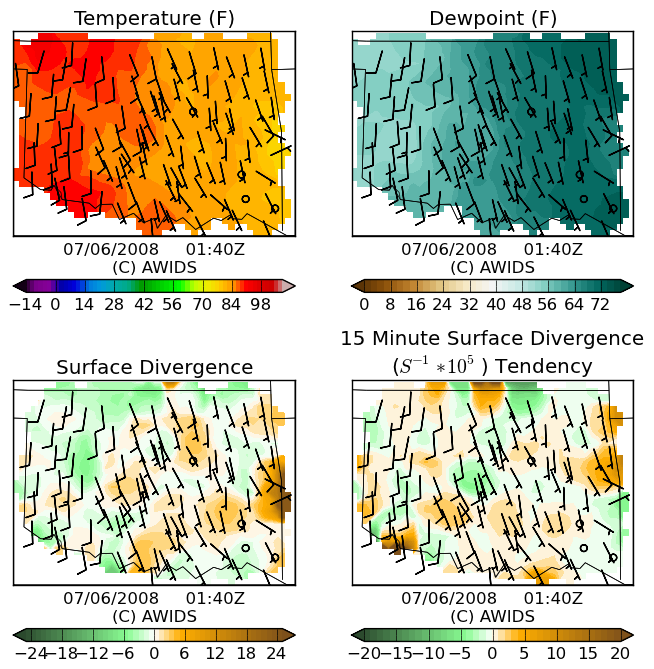 Temperature (F)
Dewpoint (F)
07/06/2008 01:40Z
(C) AWIDS
07/06/2008 01:40Z
(C) AWIDS
−14 0 14 28 42 56 70 84 98
0 8 16 24 32 40 48 56 64 72
Surface Divergence
15 Minute Surface Divergence
(S⁻¹ *10⁵ ) Tendency
07/06/2008 01:40Z
(C) AWIDS
07/06/2008 01:40Z
(C) AWIDS
−24 −18 −12 −6 0 6 12 18 24
−20 −15 −10 −5 0 5 10 15 20